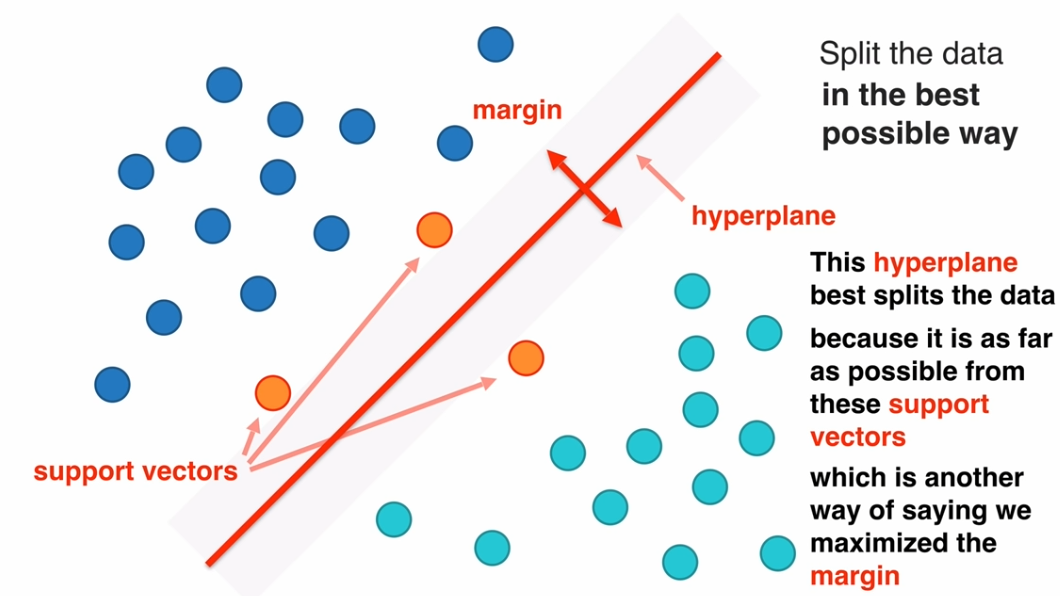 Split the data
in the best
possible way
margin
hyperplane
This hyperplane
best splits the data
because it is as far
as possible from
these support
vectors
which is another
way of saying we
maximized the
margin
support vectors